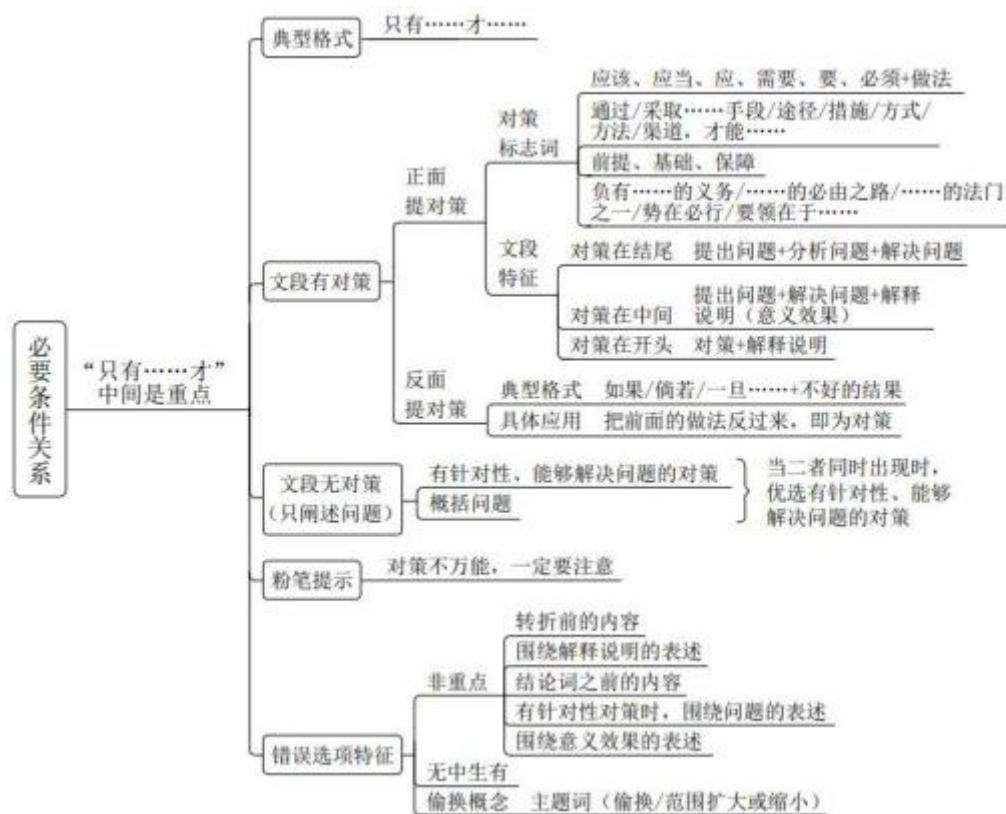 必要条件关系
“只有……才”
中间是重点
典型格式
只有……才……
文段有对策
正面
提对策
对策
标志词
应该、应当、应、需要、要、必须+做法
通过/采取……手段/途径/措施/方式/
方法/渠道，才能……
前提、基础、保障
负有……的义务/……的必由之路/……的法门
之一/势在必行/要领在于……
文段
特征
对策在结尾 提出问题+分析问题+解决问题
对策在中间
提出问题+解决问题+解释
说明（意义效果）
对策在开头 对策+解释说明
反面
提对策
典型格式 如果/倘若/一旦……+不好的结果
具体应用 把前面的做法反过来，即为对策
文段无对策
（只阐述问题）
有针对性、能够解决问题的对策
概括问题
当二者同时出现时，
优选有针对性、能够
解决问题的对策
粉笔提示
对策不万能，一定要注意
错误选项特征
非重点
转折前的内容
围绕解释说明的表述
结论词之前的内容
有针对性对策时，围绕问题的表述
围绕意义效果的表述
无中生有
偷换概念 主题词（偷换/范围扩大或缩小）